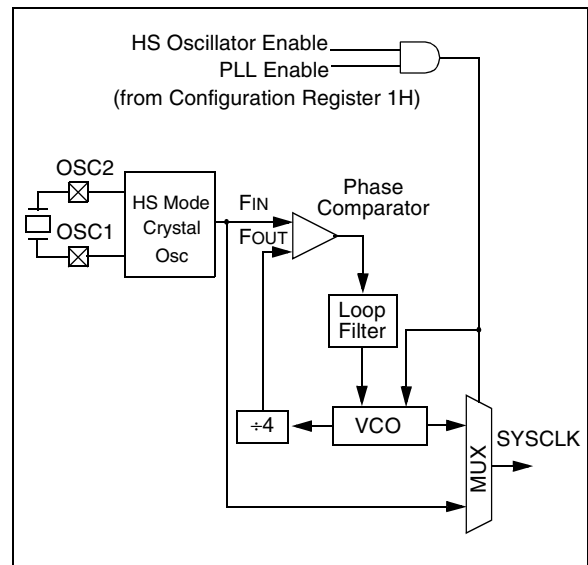 HS Oscillator Enable
PLL Enable
(from Configuration Register 1H)
OSC2
OSC1
HS Mode
Crystal
Osc
FIN
FOUT
Phase
Comparator
Loop
Filter
÷4
VCO
MUX
SYSCLK